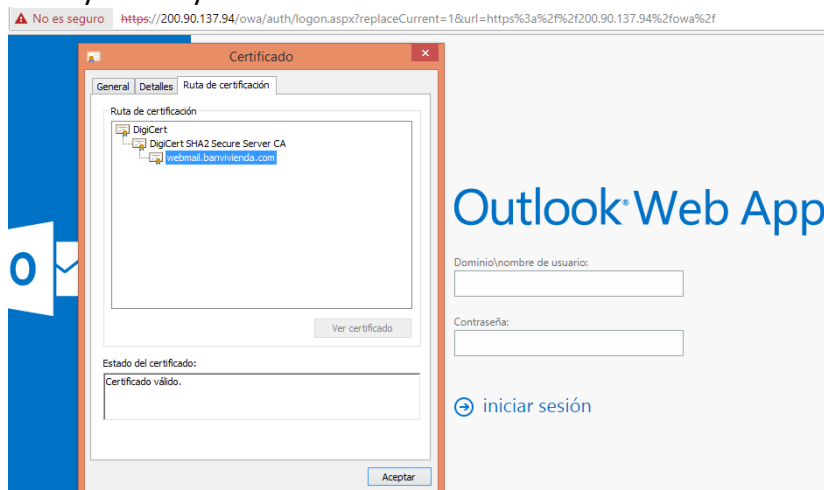 No es seguro https://200.90.137.94/owa/auth/logon.aspx?replaceCurrent=1&url=https%3a%2f%2f200.90.137.94%2fowa%2f
Certificado
General Detalles Ruta de certificación
Ruta de certificación
DigiCert
DigiCert SHA2 Secure Server CA
webmail.banvivienda.com
Ver certificado
Estado del certificado:
Certificado válido.
Aceptar
Outlook Web App
Dominio\nombre de usuario:
Contraseña:
iniciar sesión